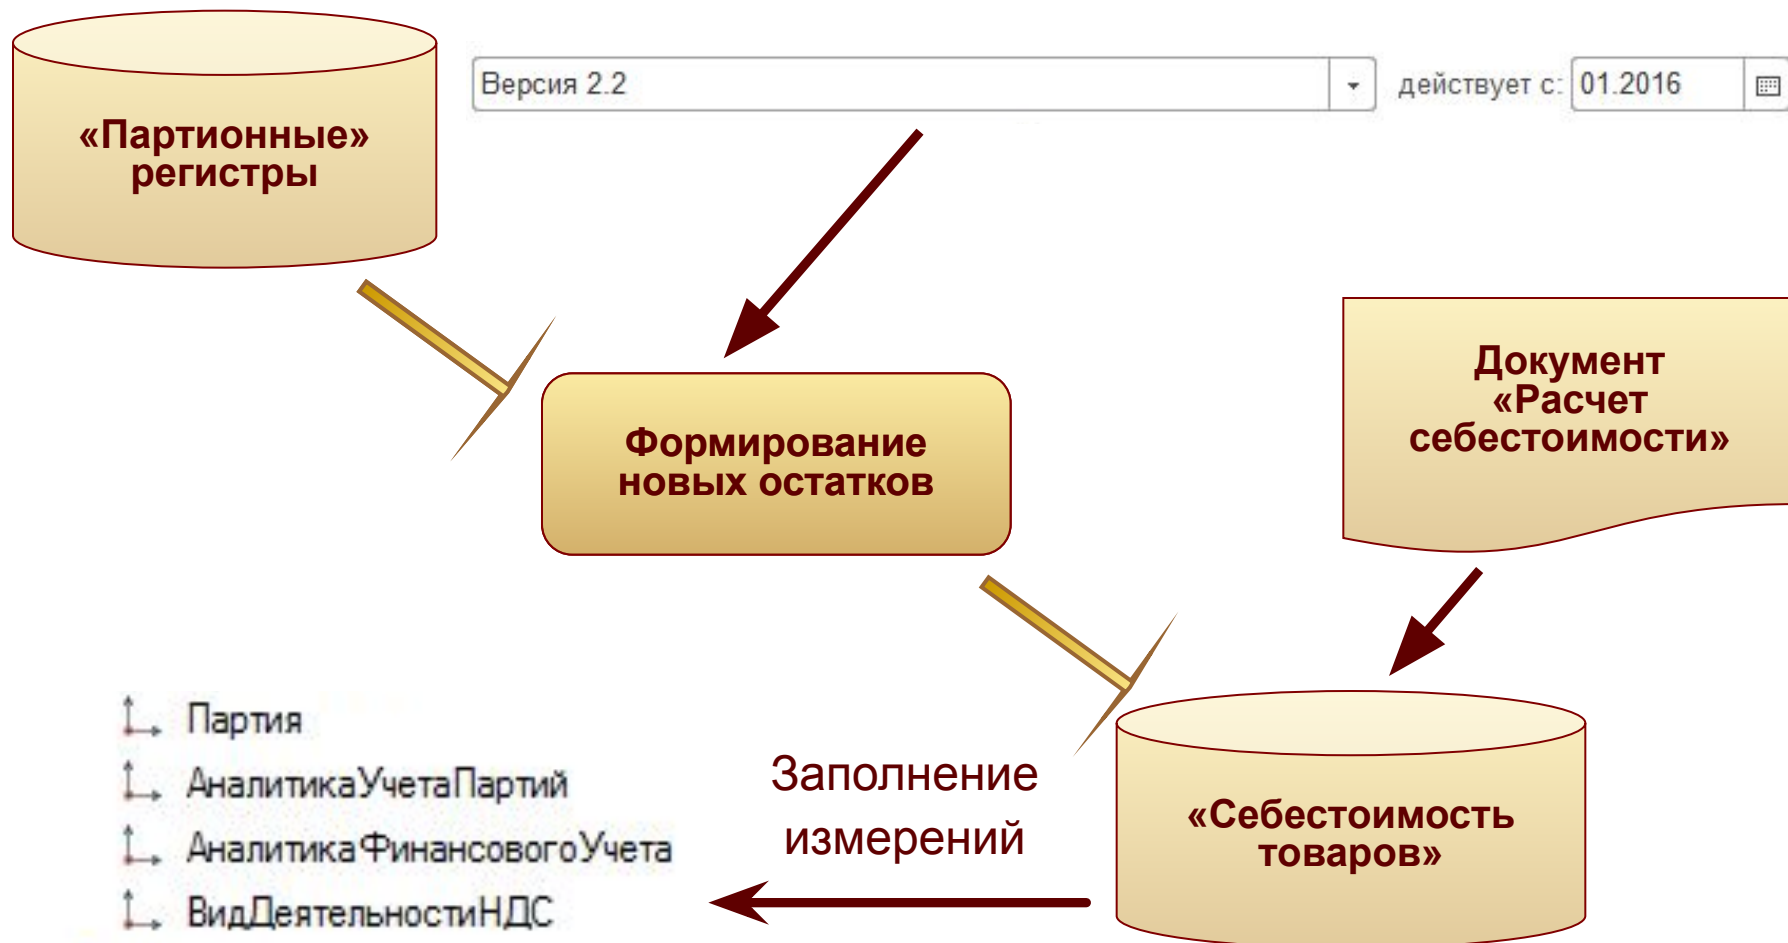 «Партионные»
регистры
Версия 2.2
действует с: 01.2016
Формирование
новых остатков
Документ
«Расчет
себестоимости»
Партия
АналитикаУчетаПартий
АналитикаФинансовогоУчета
ВидДеятельностиНДС
Заполнение
измерений
«Себестоимость
товаров»